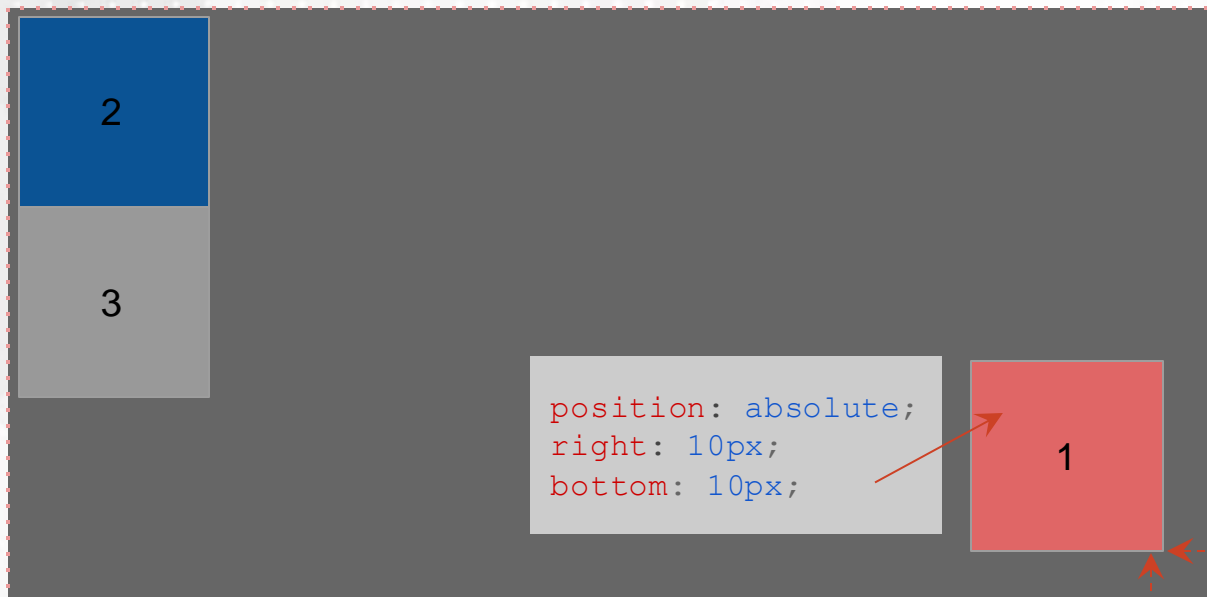 2
3
position: absolute;
right: 10px;
bottom: 10px;
1